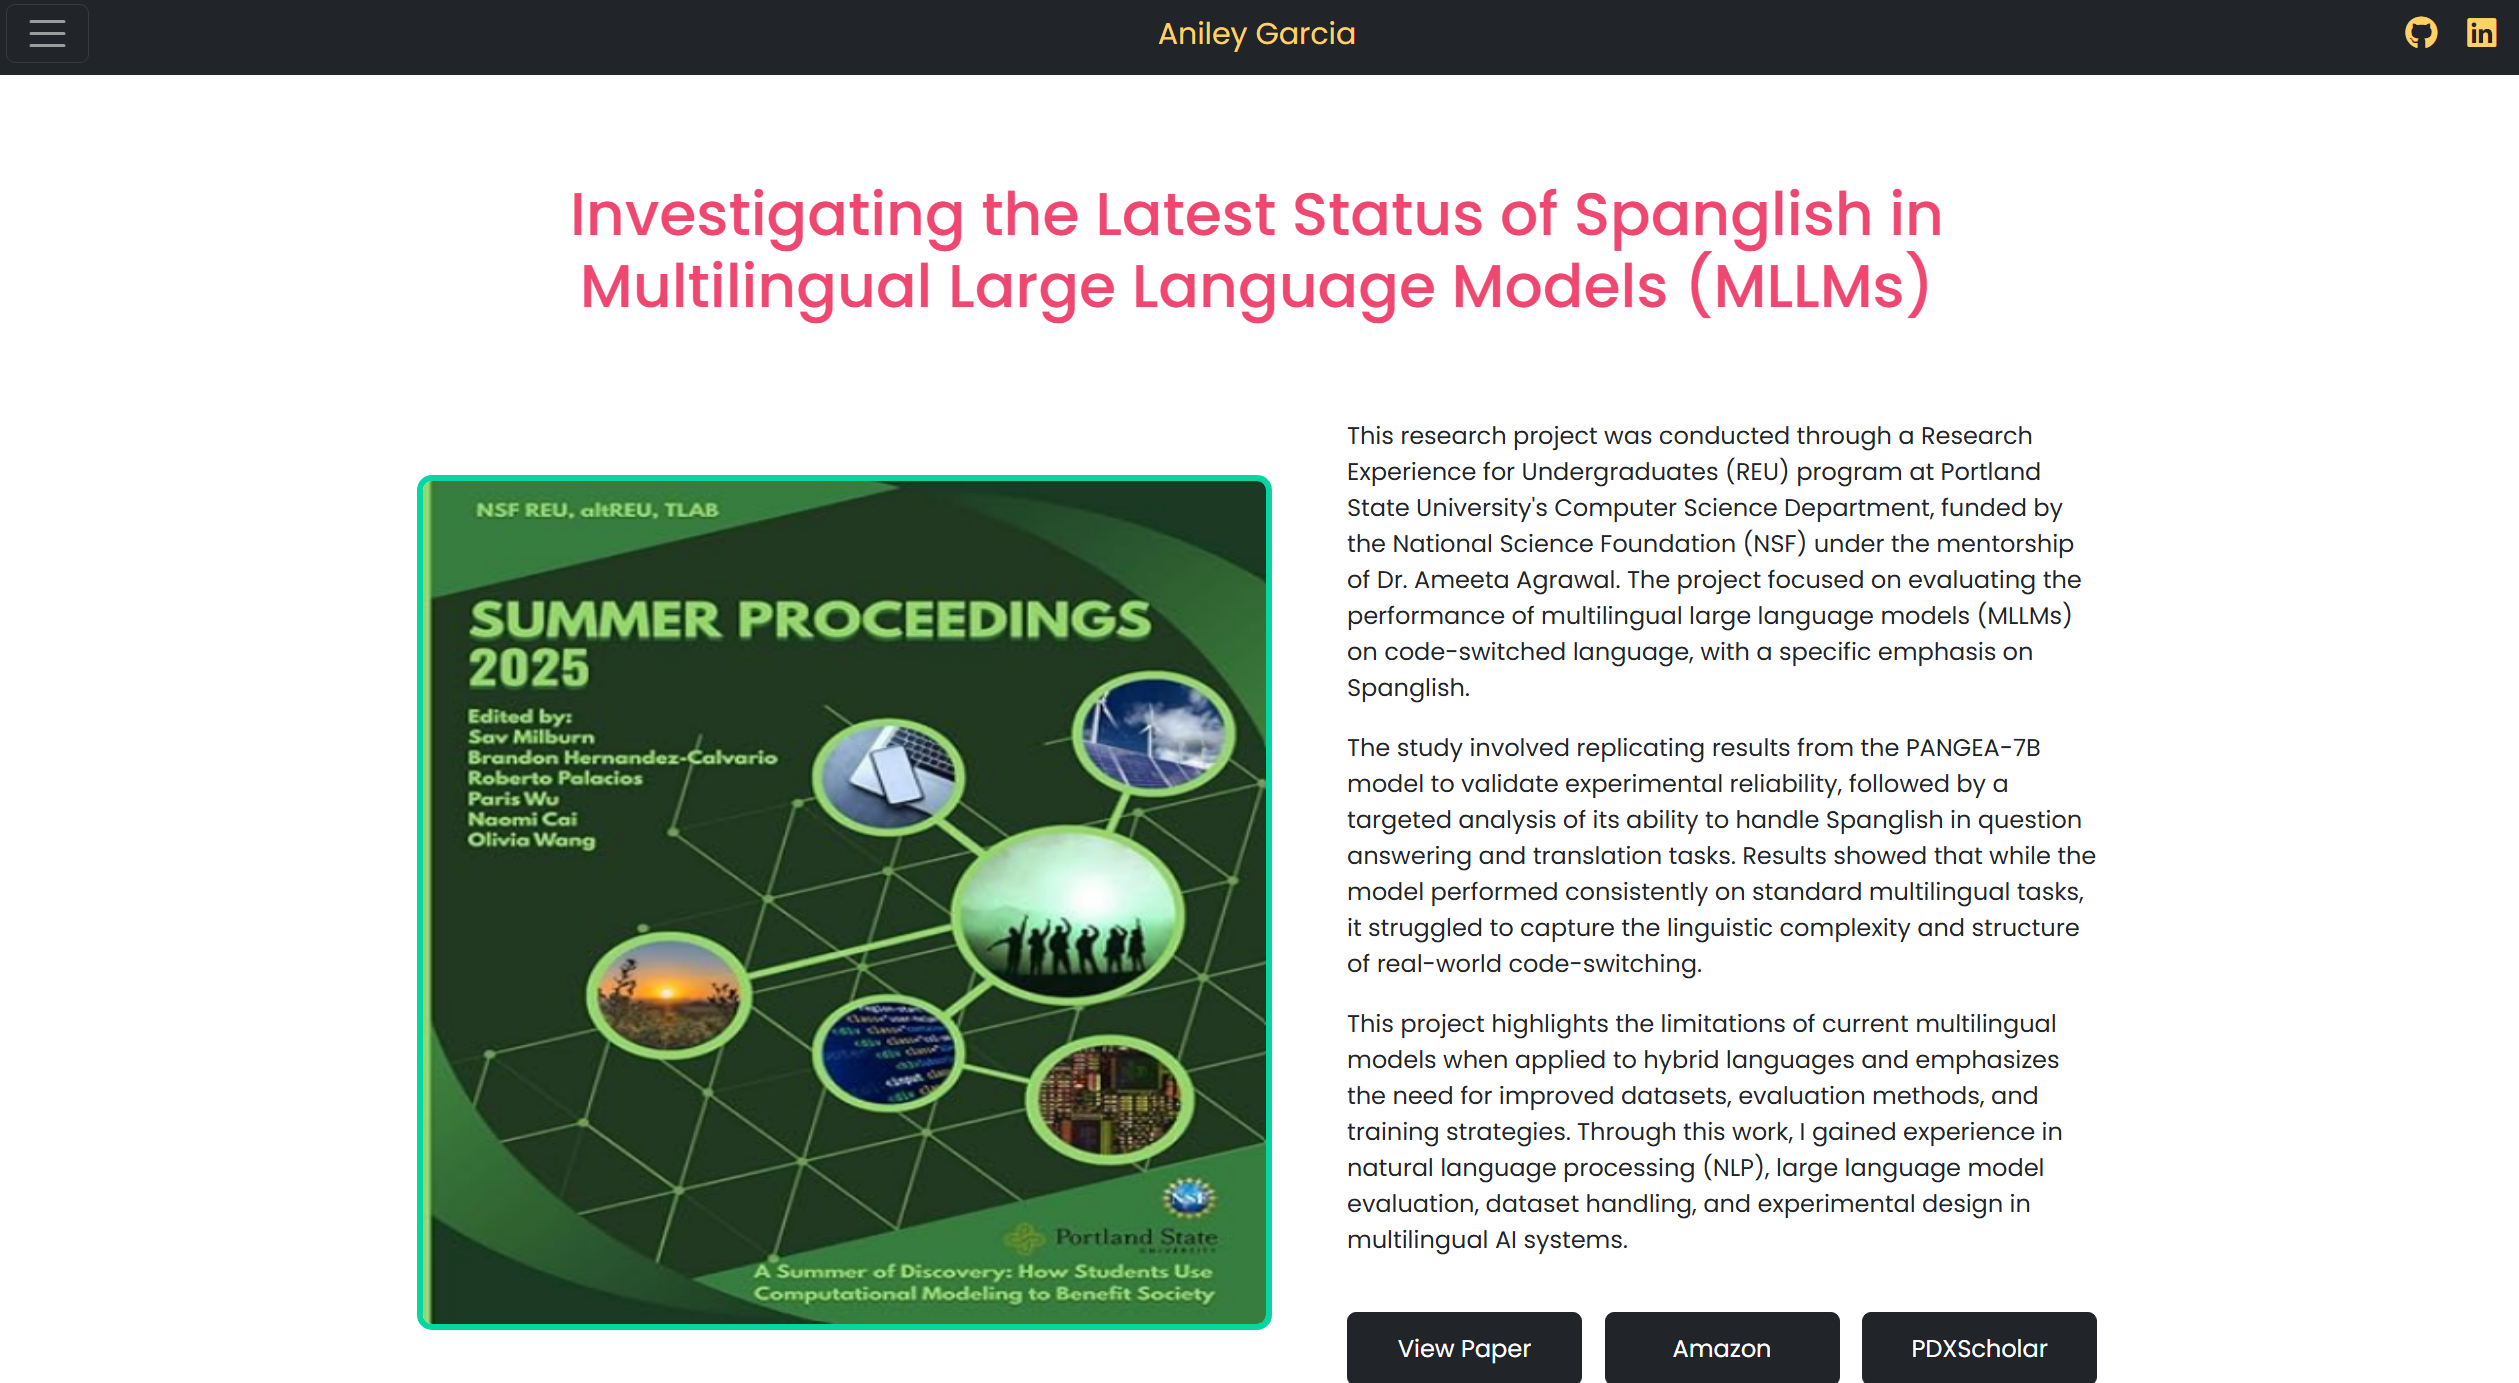 Aniley Garcia
in
Investigating the Latest Status of Spanglish in
Multilingual Large Language Models (MLLMs)
NSF REU, altREU, TLAB
SUMMER PROCEEDINGS
2025
Edited by:
Sav Milburn
Brandon Hernandez-Calvario
Roberto Palacios
Paris Wu
Naomi Cai
Olivia Wang
NSF
Portland State
UNIVERSITY
A Summer of Discovery: How Students Use
Computational Modeling to Benefit Society
This research project was conducted through a Research
Experience for Undergraduates (REU) program at Portland
State University's Computer Science Department, funded by
the National Science Foundation (NSF) under the mentorship
of Dr. Ameeta Agrawal. The project focused on evaluating the
performance of multilingual large language models (MLLMs)
on code-switched language, with a specific emphasis on
Spanglish.
The study involved replicating results from the PANGEA-7B
model to validate experimental reliability, followed by a
targeted analysis of its ability to handle Spanglish in question
answering and translation tasks. Results showed that while the
model performed consistently on standard multilingual tasks,
it struggled to capture the linguistic complexity and structure
of real-world code-switching.
This project highlights the limitations of current multilingual
models when applied to hybrid languages and emphasizes
the need for improved datasets, evaluation methods, and
training strategies. Through this work, I gained experience in
natural language processing (NLP), large language model
evaluation, dataset handling, and experimental design in
multilingual AI systems.
View Paper
Amazon
PDXScholar